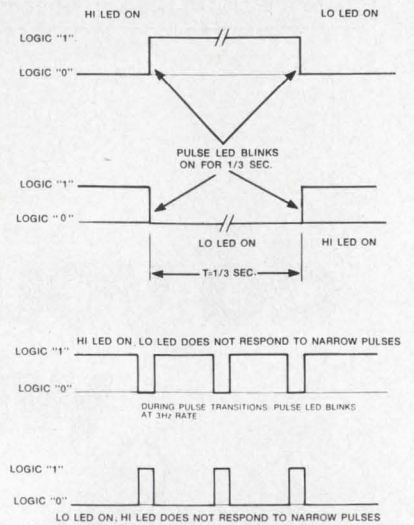 HI LED ON LO LED ON
LOGIC "1"
LOGIC "0"
PULSE LED BLINKS
ON FOR 1/3 SEC.
LOGIC "1"
LOGIC "0"
LO LED ON HI LED ON
T=1/3 SEC.
HI LED ON, LO LED DOES NOT RESPOND TO NARROW PULSES
LOGIC "1"
LOGIC "0"
DURING PULSE TRANSITIONS PULSE LED BLINKS
AT 3Hz RATE
LOGIC "1"
LOGIC "0"
LO LED ON, HI LED DOES NOT RESPOND TO NARROW PULSES